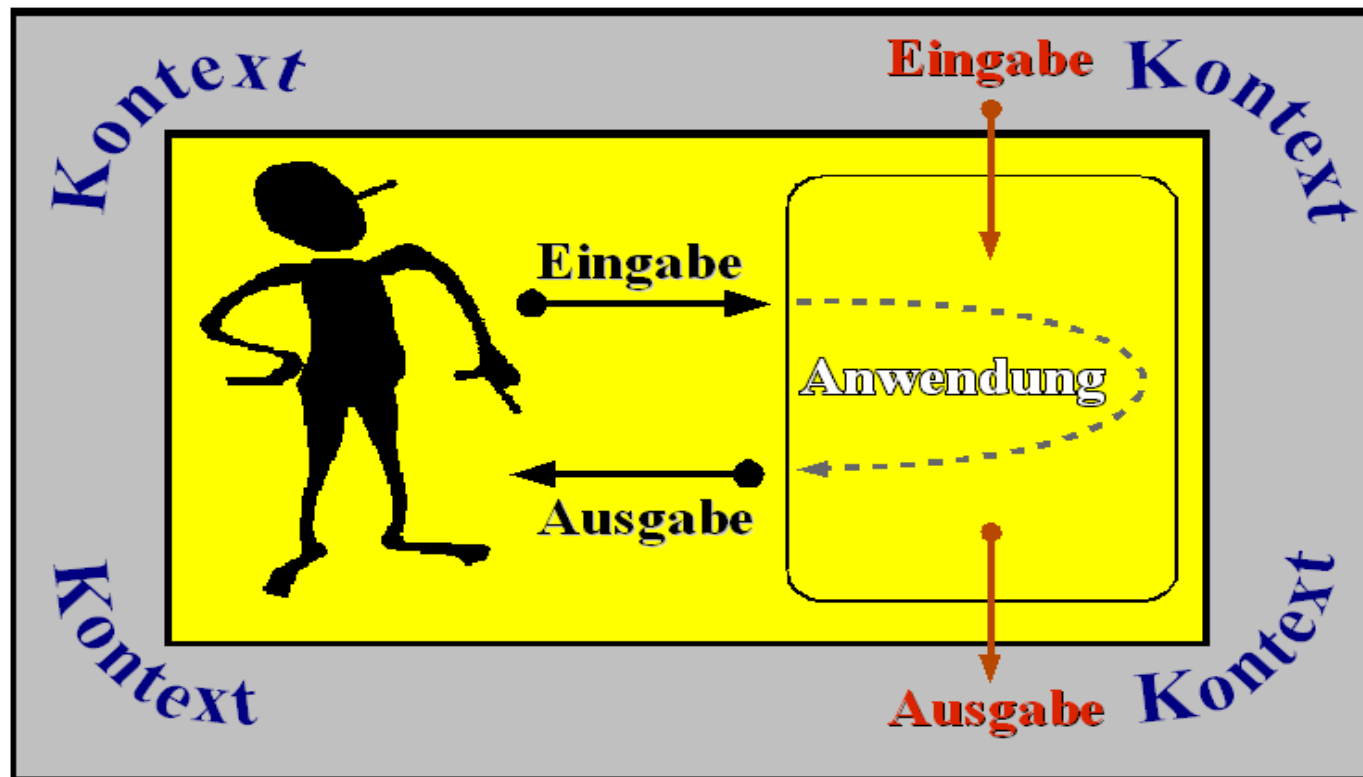 Kontext
Eingabe
Kontext
Eingabe
Anwendung
Ausgabe
Kontext
Ausgabe
Kontext